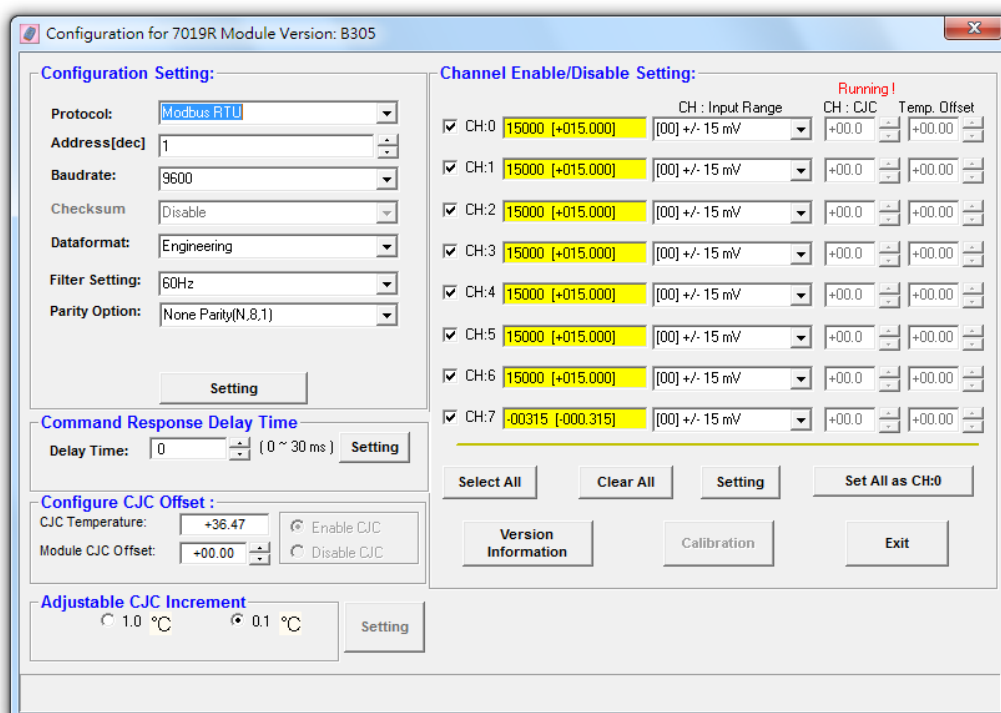 Configuration for 7019R Module Version: B305
Configuration Setting:
Protocol: Modbus RTU
Address[dec] 1
Baudrate: 9600
Checksum Disable
Dataformat: Engineering
Filter Setting: 60Hz
Parity Option: None Parity(N,8,1)
Setting
Command Response Delay Time
Delay Time: 0 ( 0 ~ 30 ms ) Setting
Configure CJC Offset :
CJC Temperature: +36.47
Module CJC Offset: +00.00
Enable CJC
Disable CJC
Adjustable CJC Increment
1.0 °C 0.1 °C
Setting
Channel Enable/Disable Setting:
Running !
CH : Input Range CH : CJC Temp. Offset
CH:0 15000 [+015.000] [00] +/- 15 mV +00.0 +00.00
CH:1 15000 [+015.000] [00] +/- 15 mV +00.0 +00.00
CH:2 15000 [+015.000] [00] +/- 15 mV +00.0 +00.00
CH:3 15000 [+015.000] [00] +/- 15 mV +00.0 +00.00
CH:4 15000 [+015.000] [00] +/- 15 mV +00.0 +00.00
CH:5 15000 [+015.000] [00] +/- 15 mV +00.0 +00.00
CH:6 15000 [+015.000] [00] +/- 15 mV +00.0 +00.00
CH:7 -00315 [-000.315] [00] +/- 15 mV +00.0 +00.00
Select All Clear All Setting Set All as CH:0
Version
Information
Calibration
Exit